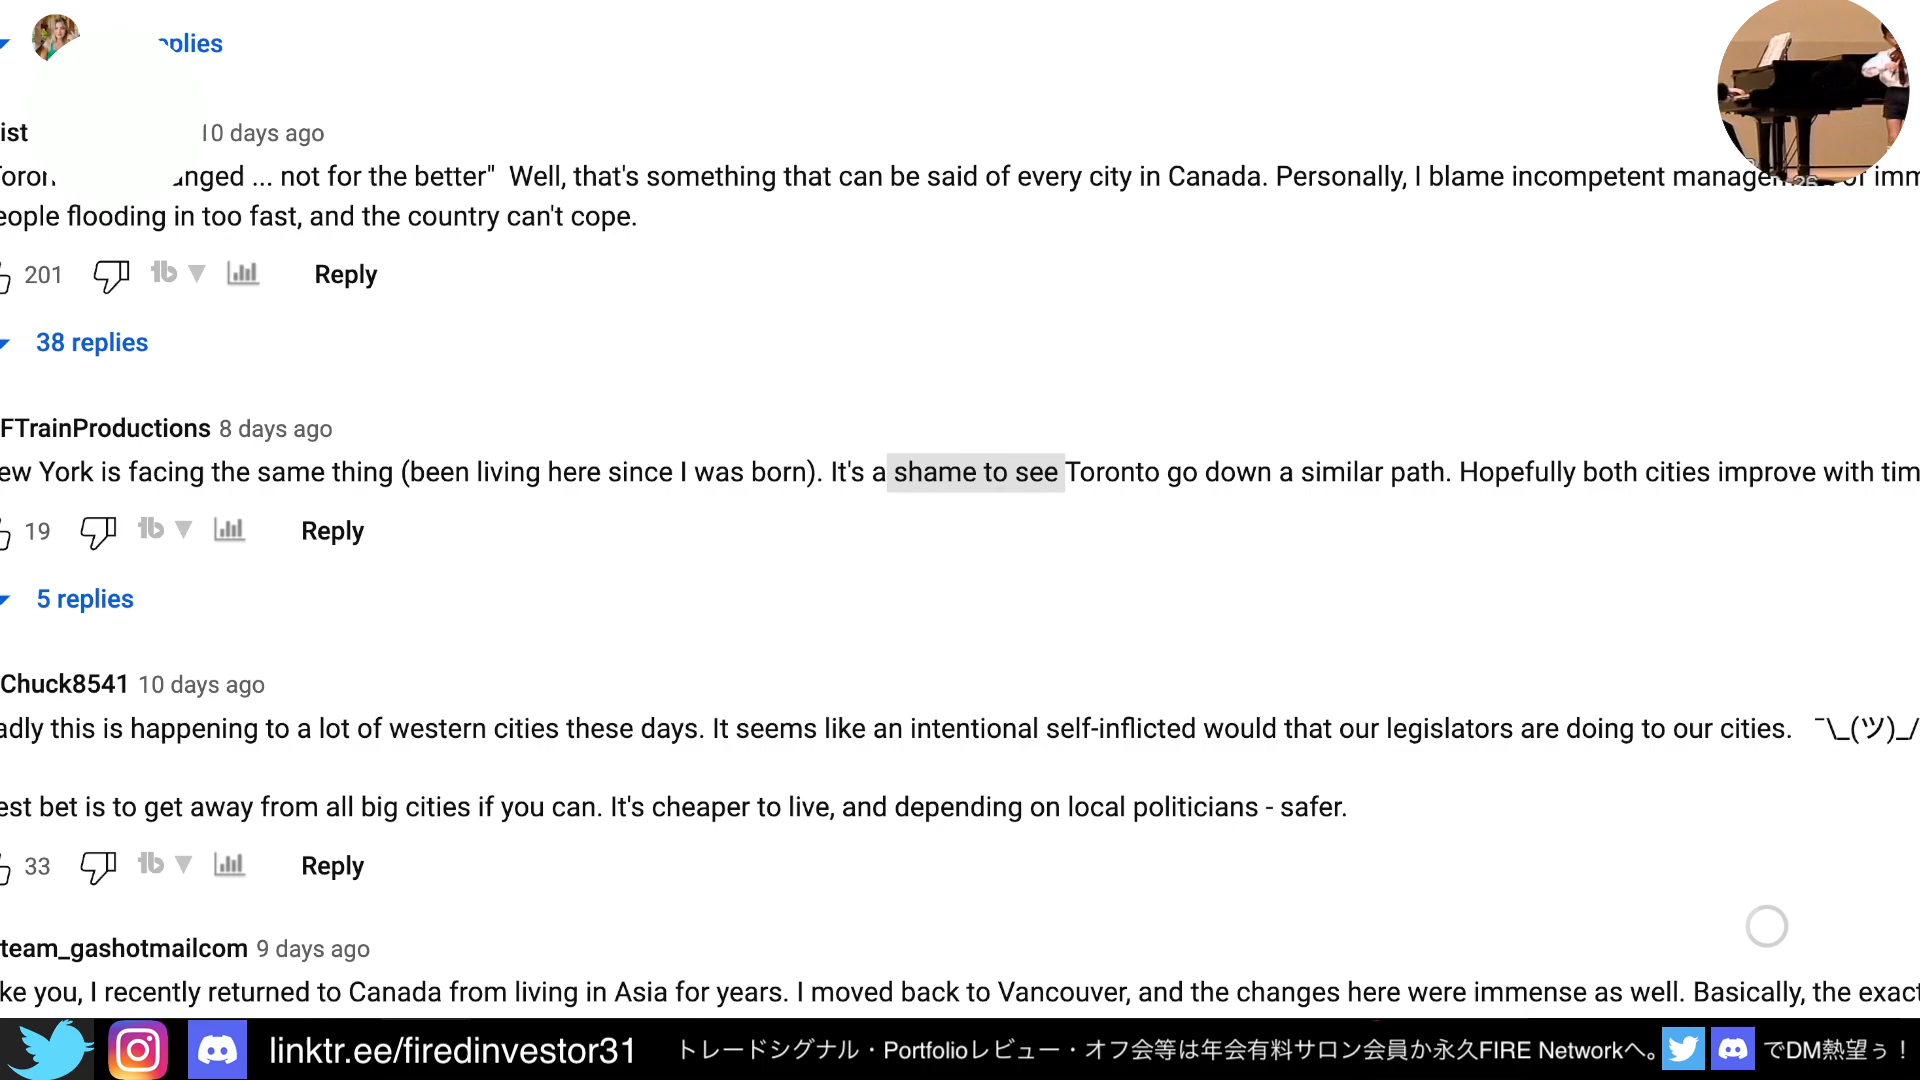 plies
ist 10 days ago
nged ... not for the better" Well, that's something that can be said of every city in Canada. Personally, I blame incompetent
people flooding in too fast, and the country can't cope.
201 Reply
38 replies
FTrainProductions 8 days ago
ew York is facing the same thing (been living here since I was born). It's a shame to see Toronto go down a similar path. Hopefully both cities improve with tim
19 Reply
5 replies
Chuck8541 10 days ago
adly this is happening to a lot of western cities these days. It seems like an intentional self-inflicted would that our legislators are doing to our cities. ¯\_(ツ)_/
est bet is to get away from all big cities if you can. It's cheaper to live, and depending on local politicians - safer.
33 Reply
team_gashotmailcom 9 days ago
ke you, I recently returned to Canada from living in Asia for years. I moved back to Vancouver, and the changes here were immense as well. Basically, the exact
linktr.ee/firedinvestor31 トレードシグナル・Portfolioレビュー・オフ会等は年会有料サロン会員か永久FIRE Networkへ。 でDM熱望ぅ！